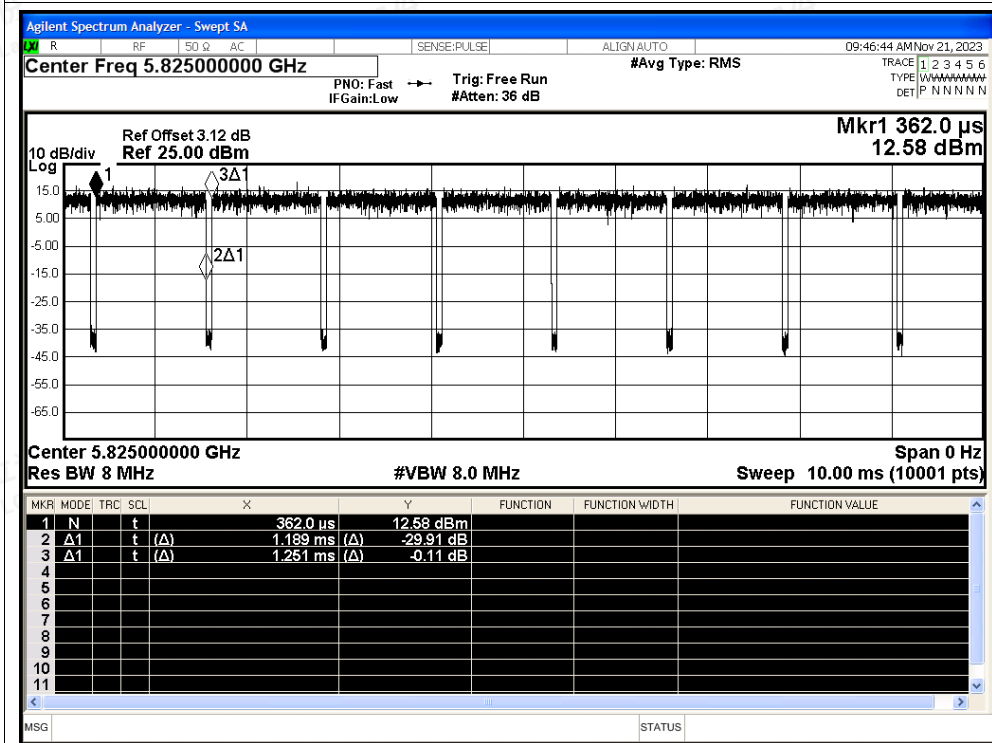 Agilent Spectrum Analyzer - Swept SA
LXI R RF 50 Ω AC SENSE:PULSE ALIGN AUTO 09:46:44 AM Nov 21, 2023
Center Freq 5.825000000 GHz
PNO: Fast
IFGain:Low
Trig: Free Run
#Atten: 36 dB
#Avg Type: RMS
TRACE 1 2 3 4 5 6
TYPE
DET P N N N N N
Mkr1 362.0 µs
12.58 dBm
Ref Offset 3.12 dB
10 dB/div Ref 25.00 dBm
Log
1 3Δ1
15.0
5.00
2Δ1
-5.00
-15.0
-25.0
-35.0
-45.0
-55.0
-65.0
Center 5.825000000 GHz Span 0 Hz
Res BW 8 MHz #VBW 8.0 MHz Sweep 10.00 ms (10001 pts)
MKR MODE TRC SCL X Y FUNCTION FUNCTION WIDTH FUNCTION VALUE
1 N t 362.0 µs 12.58 dBm
2 Δ1 t (Δ) 1.189 ms (Δ) -29.91 dB
3 Δ1 t (Δ) 1.251 ms (Δ) -0.11 dB
4
5
6
7
8
9
10
11
MSG STATUS